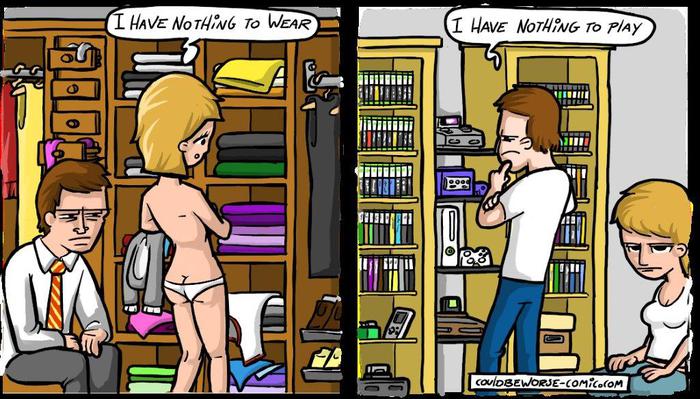 I HAVE NOTHING TO WEAR
I HAVE NOTHING TO PLAY
COULDBEWORSE-COMIC.COM